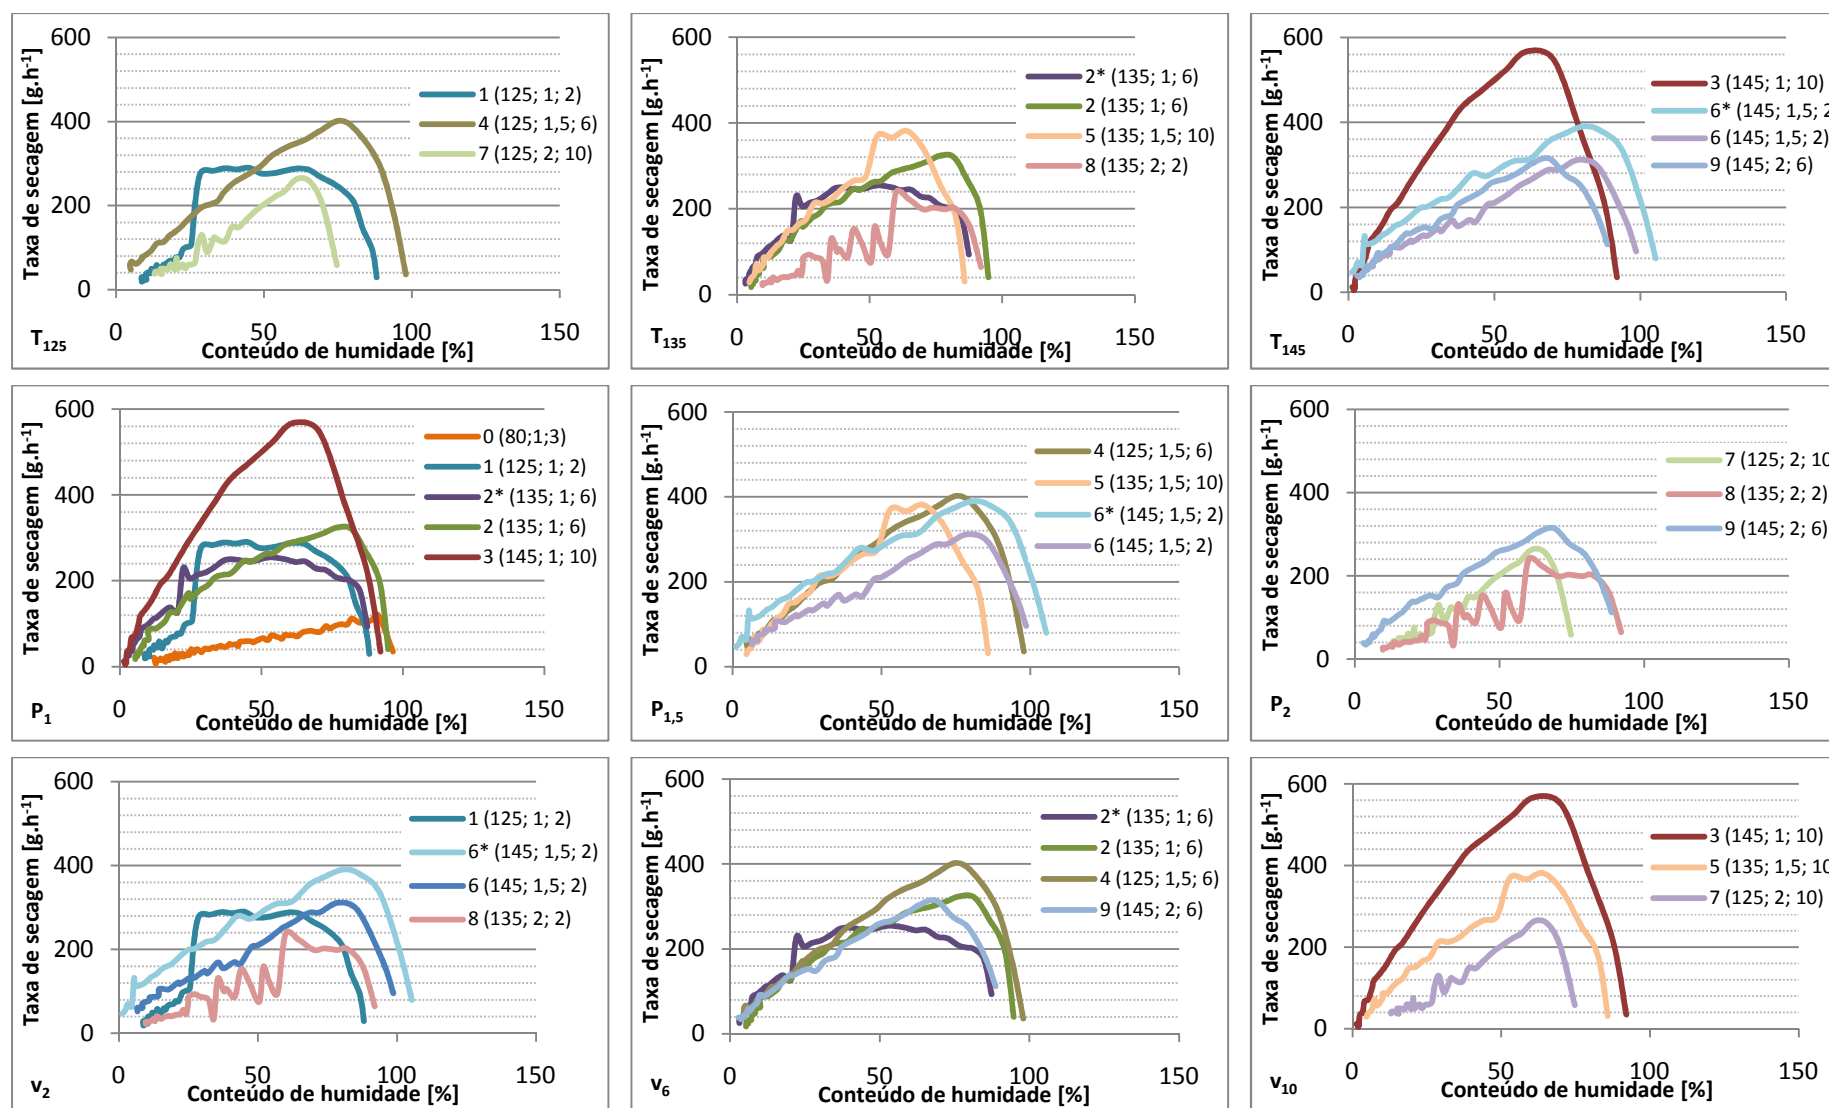 Taxa de secagem [g.h-1]
600
400
200
0
1 (125; 1; 2)
4 (125; 1,5; 6)
7 (125; 2; 10)
0 50 100 150
T125
Conteúdo de humidade [%]
Taxa de secagem [g.h-1]
600
400
200
0
2* (135; 1; 6)
2 (135; 1; 6)
5 (135; 1,5; 10)
8 (135; 2; 2)
0 50 100 150
T135
Conteúdo de humidade [%]
Taxa de secagem [g.h-1]
600
400
200
0
3 (145; 1; 10)
6* (145; 1,5; 2
6 (145; 1,5; 2)
9 (145; 2; 6)
0 50 100 150
T145
Conteúdo de humidade [%]
Taxa de secagem [g.h-1]
600
400
200
0
0 (80;1;3)
1 (125; 1; 2)
2* (135; 1; 6)
2 (135; 1; 6)
3 (145; 1; 10)
0 50 100 150
P1
Conteúdo de humidade [%]
Taxa de secagem [g.h-1]
600
400
200
0
4 (125; 1,5; 6)
5 (135; 1,5; 10)
6* (145; 1,5; 2)
6 (145; 1,5; 2)
0 50 100 150
P1,5
Conteúdo de humidade [%]
Taxa de secagem [g.h-1]
600
400
200
0
7 (125; 2; 10
8 (135; 2; 2)
9 (145; 2; 6)
0 50 100 150
P2
Conteúdo de humidade [%]
Taxa de secagem [g.h-1]
600
400
200
0
1 (125; 1; 2)
6* (145; 1,5; 2)
6 (145; 1,5; 2)
8 (135; 2; 2)
0 50 100 150
v2
Conteúdo de humidade [%]
Taxa de secagem [g.h-1]
600
400
200
0
2* (135; 1; 6)
2 (135; 1; 6)
4 (125; 1,5; 6)
9 (145; 2; 6)
0 50 100 150
v6
Conteúdo de humidade [%]
Taxa de secagem [g.h-1]
600
400
200
0
3 (145; 1; 10)
5 (135; 1,5; 10
7 (125; 2; 10)
0 50 100 150
v10
Conteúdo de humidade [%]